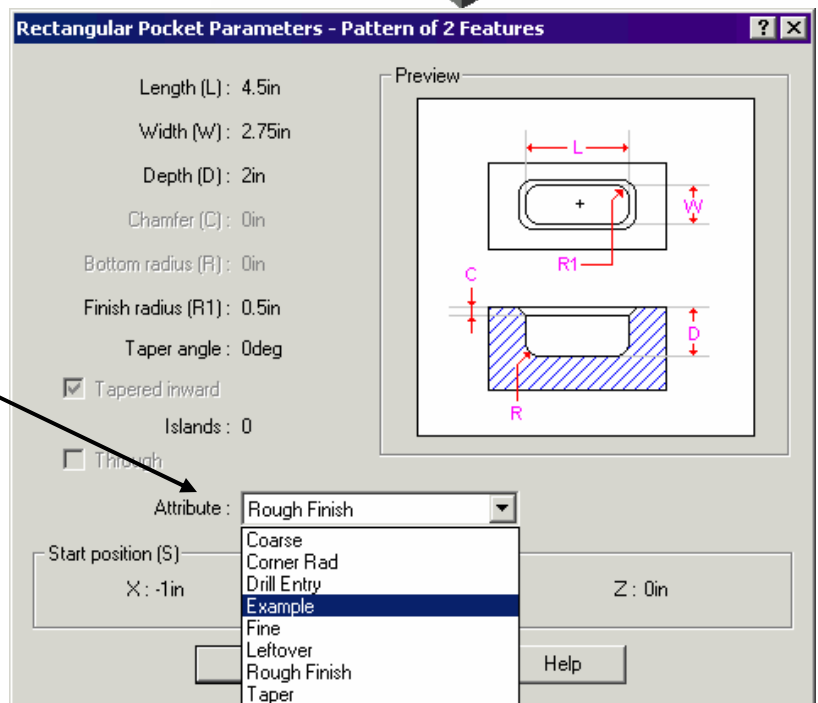 Rectangular Pocket Parameters - Pattern of 2 Features
Length (L) : 4.5in
Width (W) : 2.75in
Depth (D) : 2in
Chamfer (C) : 0in
Bottom radius (R) : 0in
Finish radius (R1) : 0.5in
Taper angle : 0deg
Tapered inward
Islands : 0
Through
Preview
L
W
R1
C
D
R
Attribute : Rough Finish
Coarse
Corner Rad
Drill Entry
Example
Fine
Leftover
Rough Finish
Taper
Start position (S)
X : -1in
Z : 0in
Help